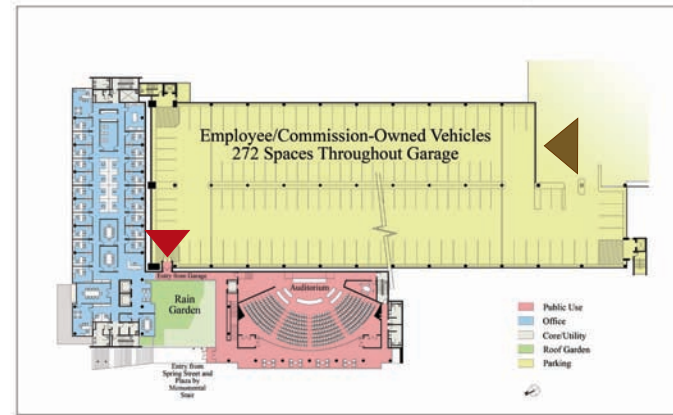 Employee/Commission-Owned Vehicles
272 Spaces Throughout Garage
Entry from Garage
Rain
Garden
Auditorium
Entry from
Spring Street and
Plaza by
Monumental
Stair
Public Use
Office
Core/Utility
Roof Garden
Parking